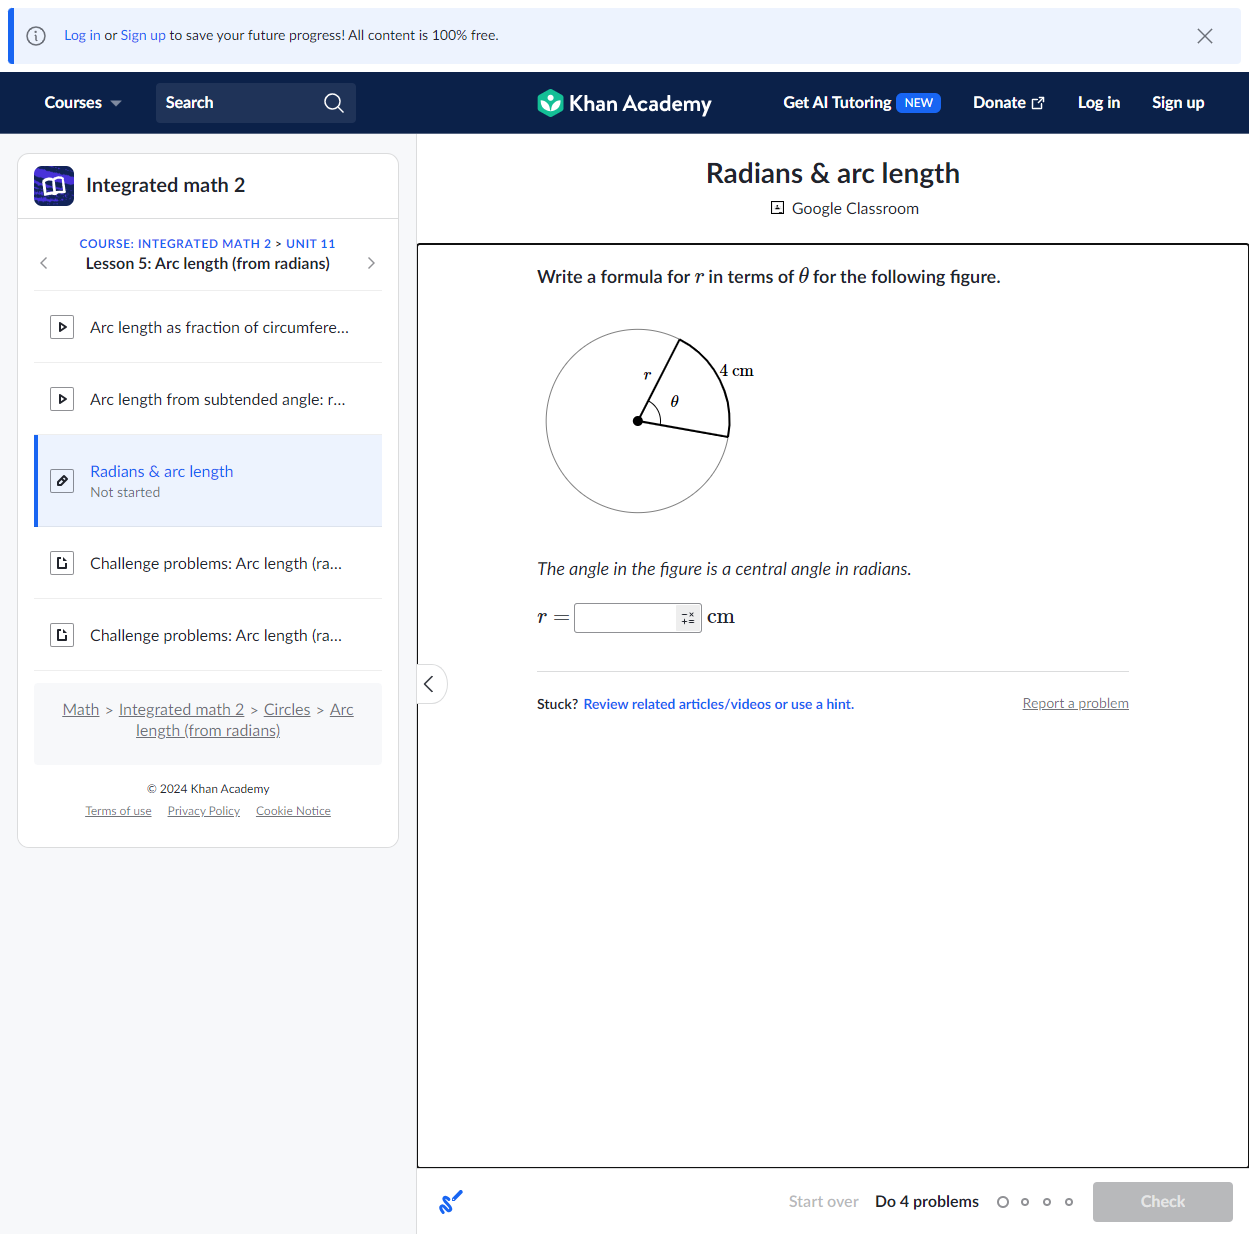 Log in or Sign up to save your future progress! All content is 100% free.
Courses
Search
Khan Academy
Get AI Tutoring NEW
Donate
Log in
Sign up
Integrated math 2
COURSE: INTEGRATED MATH 2 > UNIT 11
Lesson 5: Arc length (from radians)
Arc length as fraction of circumfere...
Arc length from subtended angle: r...
Radians & arc length
Not started
Challenge problems: Arc length (ra...
Challenge problems: Arc length (ra...
Math > Integrated math 2 > Circles > Arc
length (from radians)
© 2024 Khan Academy
Terms of use Privacy Policy Cookie Notice
Radians & arc length
Google Classroom
Write a formula for r in terms of θ for the following figure.
r
4 cm
θ
The angle in the figure is a central angle in radians.
r = cm
Stuck? Review related articles/videos or use a hint.
Report a problem
Start over
Do 4 problems
Check